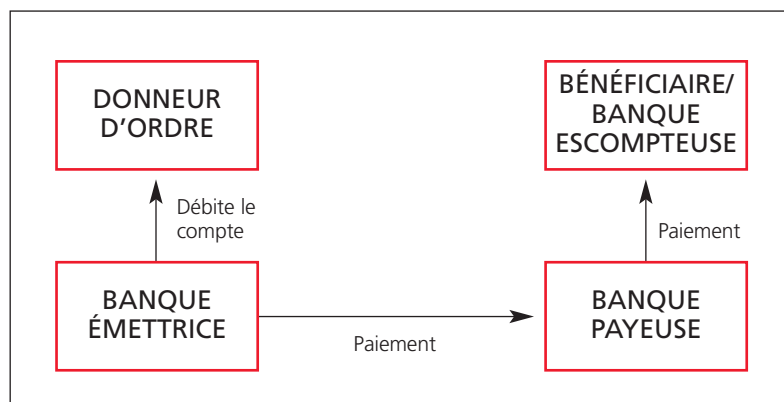 DONNEUR
D'ORDRE
BÉNÉFICIAIRE/
BANQUE
ESCOMPTEUSE
Débite le
compte
Paiement
BANQUE
ÉMETTRICE
Paiement
BANQUE
PAYEUSE